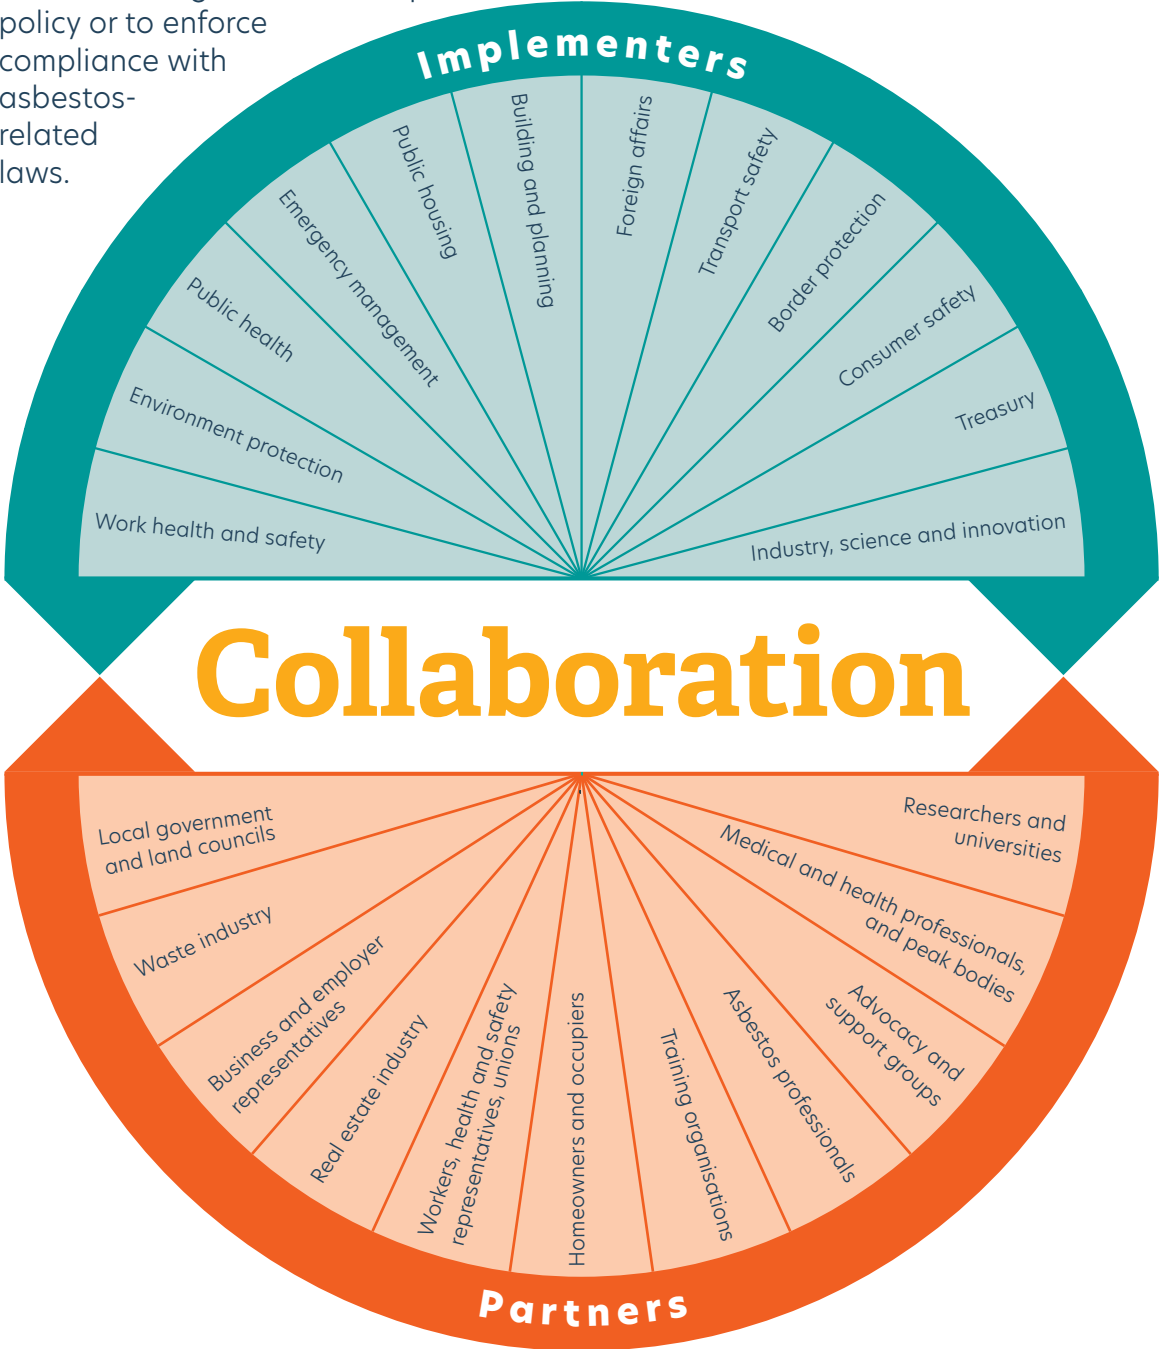 policy or to enforce
compliance with
asbestos-
related
laws.
Implementers
Work health and safety
Environment protection
Public health
Emergency management
Public housing
Building and planning
Foreign affairs
Transport safety
Border protection
Consumer safety
Treasury
Industry, science and innovation
Collaboration
Local government
and land councils
Waste industry
Business and employer
representatives
Real estate industry
Workers, health and safety
representatives, unions
Homeowners and occupiers
Training organisations
Asbestos professionals
Advocacy and
support groups
Medical and health professionals,
and peak bodies
Researchers and
universities
Partners